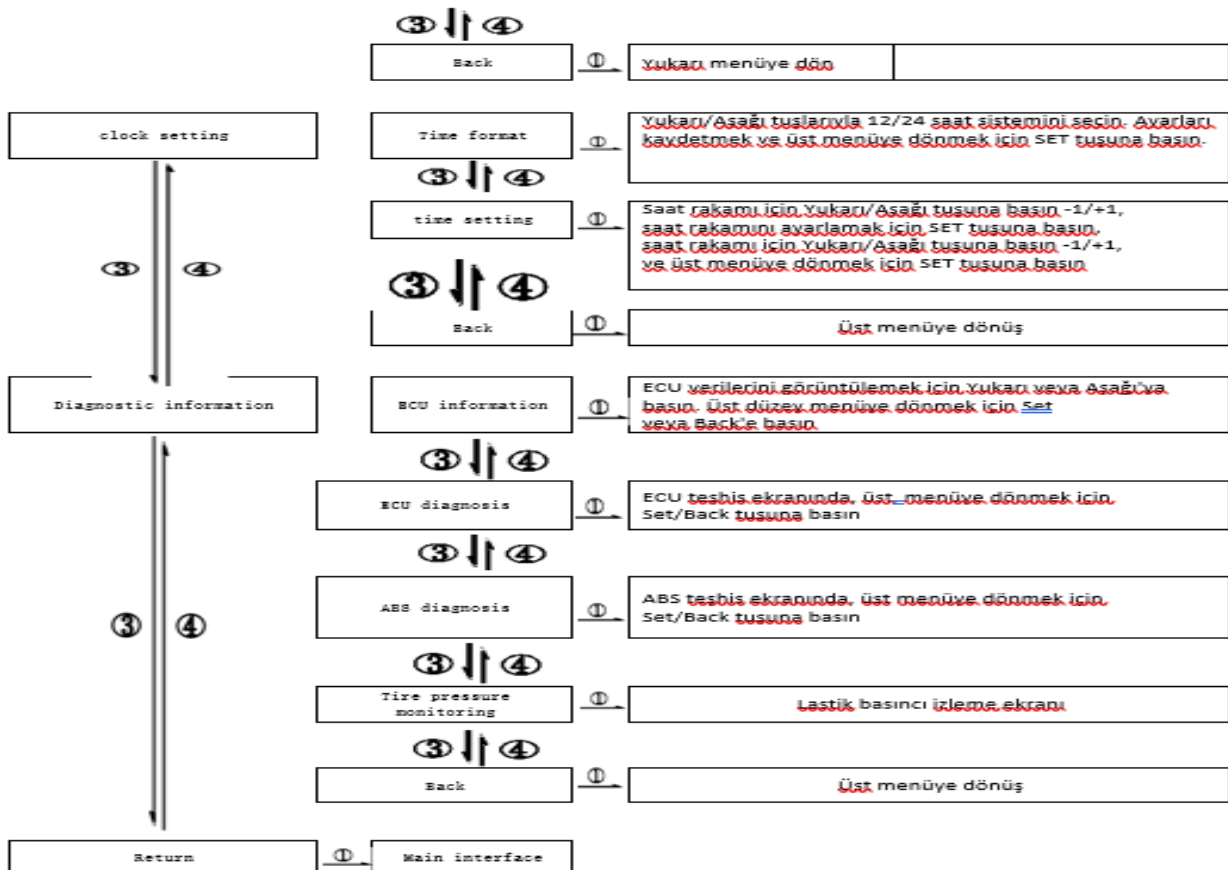 ③ ④
Back ① Yukarı menüye dön
clock setting
Time format ① Yukarı/Aşağı tuşlarıyla 12/24 saat sistemini seçin. Ayarları
kaydetmek ve üst menüye dönmek için SET tuşuna basın.
③ ④
time setting ① Saat rakamı için Yukarı/Aşağı tuşuna basın -1/+1,
saat rakamını ayarlamak için SET tuşuna basın,
saat rakamı için Yukarı/Aşağı tuşuna basın -1/+1,
ve üst menüye dönmek için SET tuşuna basın
③ ④
③ ④
Back ① Üst menüye dönüş
Diagnostic information
ECU information ① ECU verilerini görüntülemek için Yukarı veya Aşağı'ya
basın. Üst düzey menüye dönmek için Set
veya Back'e basın
③ ④
ECU diagnosis ① ECU teşhis ekranında, üst menüye dönmek için
Set/Back tuşuna basın
③ ④
ABS diagnosis ① ABS teşhis ekranında, üst menüye dönmek için
Set/Back tuşuna basın
③ ④
③ ④
Tire pressure
monitoring ① Lastik basıncı izleme ekranı
③ ④
Back ① Üst menüye dönüş
Return ① Main interface